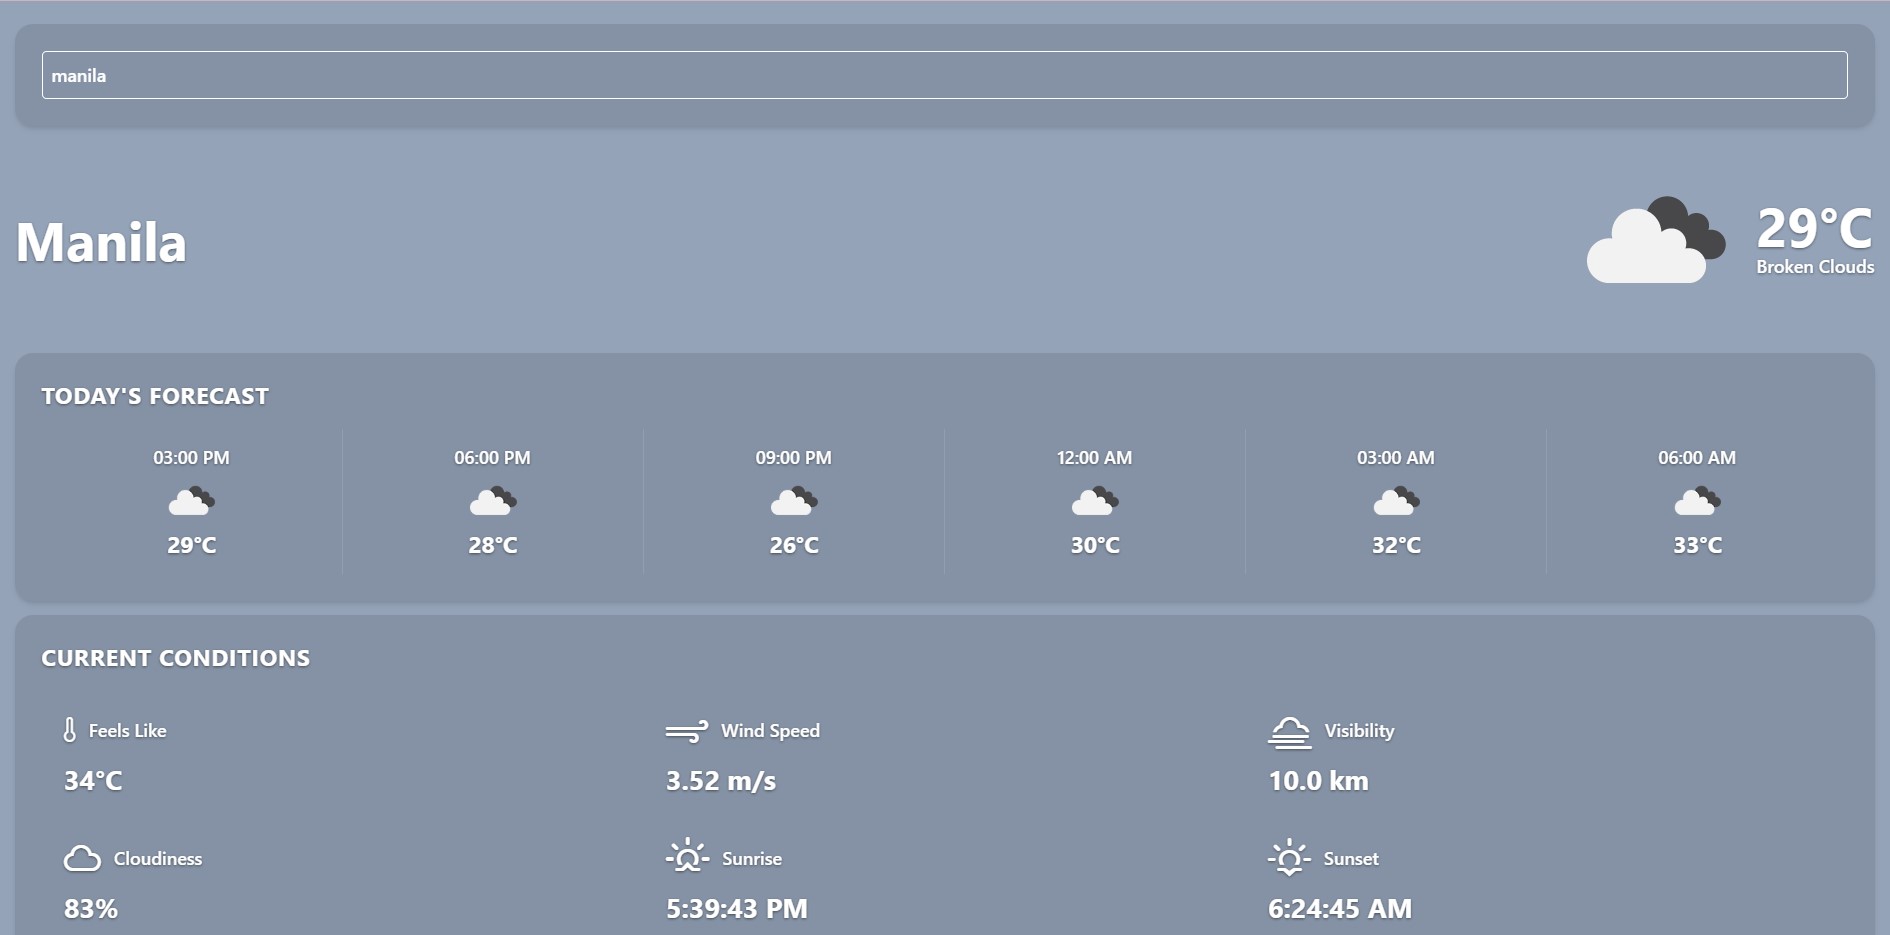 manila
Manila
29°C
Broken Clouds
TODAY'S FORECAST
03:00 PM 06:00 PM 09:00 PM 12:00 AM 03:00 AM 06:00 AM
29°C 28°C 26°C 30°C 32°C 33°C
CURRENT CONDITIONS
Feels Like Wind Speed Visibility
34°C 3.52 m/s 10.0 km
Cloudiness Sunrise Sunset
83% 5:39:43 PM 6:24:45 AM